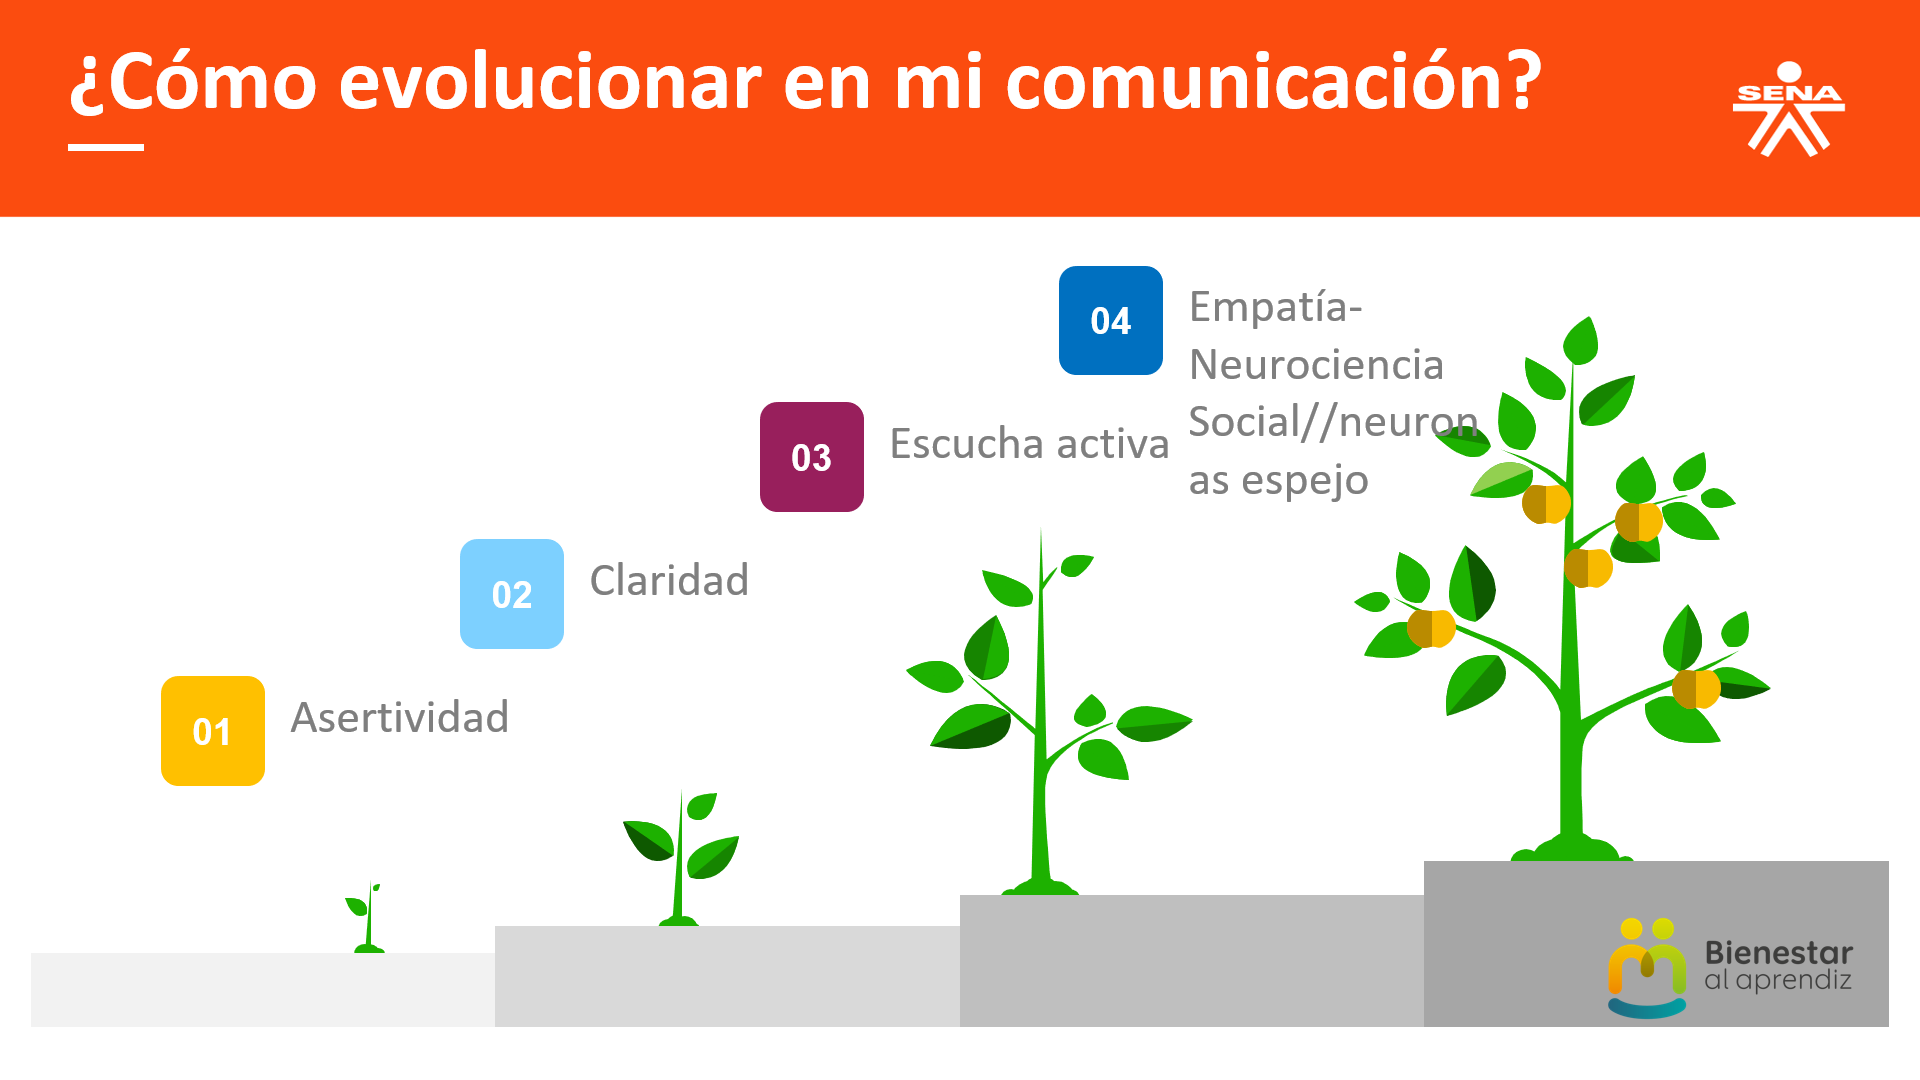 ¿Cómo evolucionar en mi comunicación?
SENA
04
Empatía-
Neurociencia
Social//neuron
as espejo
03
Escucha activa
02
Claridad
01
Asertividad
Bienestar
al aprendiz